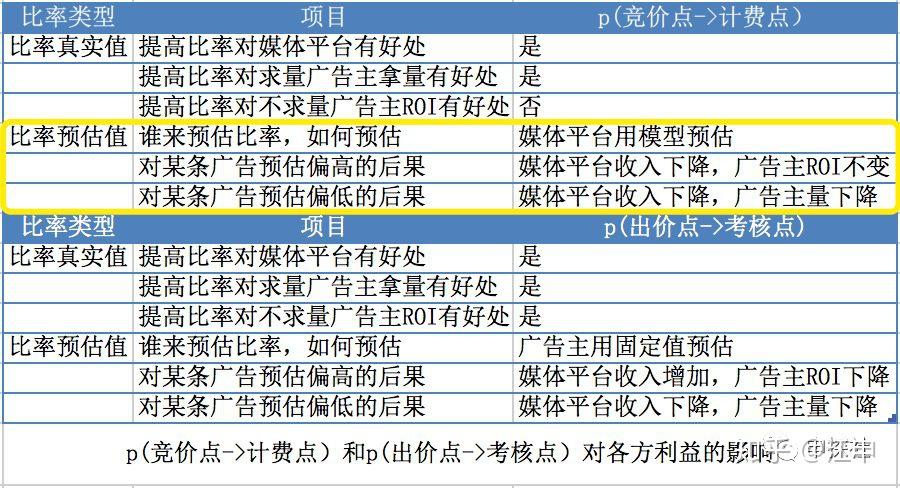 比率类型 项目 p(竞价点->计费点)
比率真实值 提高比率对媒体平台有好处 是
提高比率对求量广告主拿量有好处 是
提高比率对不求量广告主ROI有好处 否
比率预估值 谁来预估比率，如何预估 媒体平台用模型预估
对某条广告预估偏高的后果 媒体平台收入下降，广告主ROI不变
对某条广告预估偏低的后果 媒体平台收入下降，广告主量下降
比率类型 项目 p(出价点->考核点)
比率真实值 提高比率对媒体平台有好处 是
提高比率对求量广告主拿量有好处 是
提高比率对不求量广告主ROI有好处 是
比率预估值 谁来预估比率，如何预估 广告主用固定值预估
对某条广告预估偏高的后果 媒体平台收入增加，广告主ROI下降
对某条广告预估偏低的后果 媒体平台收入下降，广告主量下降
p(竞价点->计费点)和p(出价点->考核点)对各方利益的影响
知乎